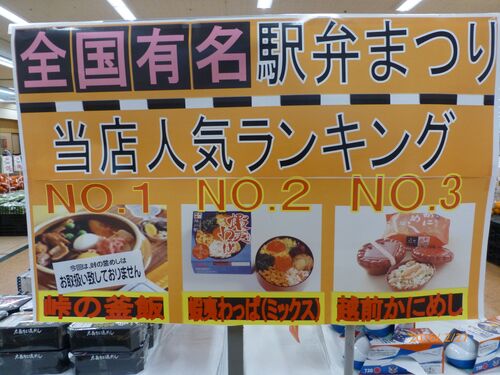 全国有名駅弁まつり
当店人気ランキング
NO.1 NO.2 NO.3
今回は、峠の釜めしは
お取扱い致しておりません
峠の釜飯 蝦夷わっぱ(ミックス) 越前かにめし